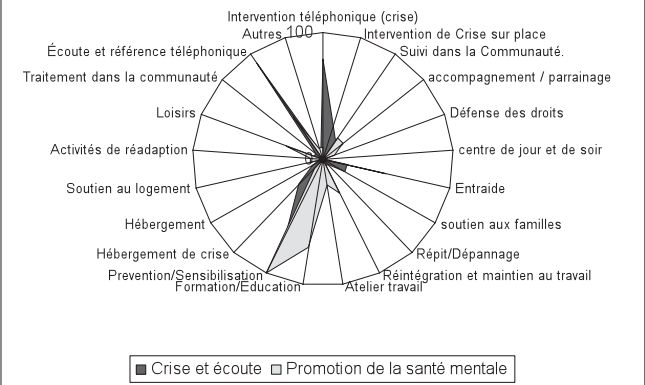 Intervention téléphonique (crise)
Autres 100 Intervention de Crise sur place
Écoute et référence téléphonique Suivi dans la Communauté.
Traitement dans la communauté accompagnement / parrainage
Loisirs Défense des droits
Activités de réadaption 0 centre de jour et de soir
Soutien au logement Entraide
Hébergement soutien aux familles
Hébergement de crise Répit/Dépannage
Prevention/Sensibilisation Réintégration et maintien au travail
Formation/Education Atelier travail
Crise et écoute Promotion de la santé mentale